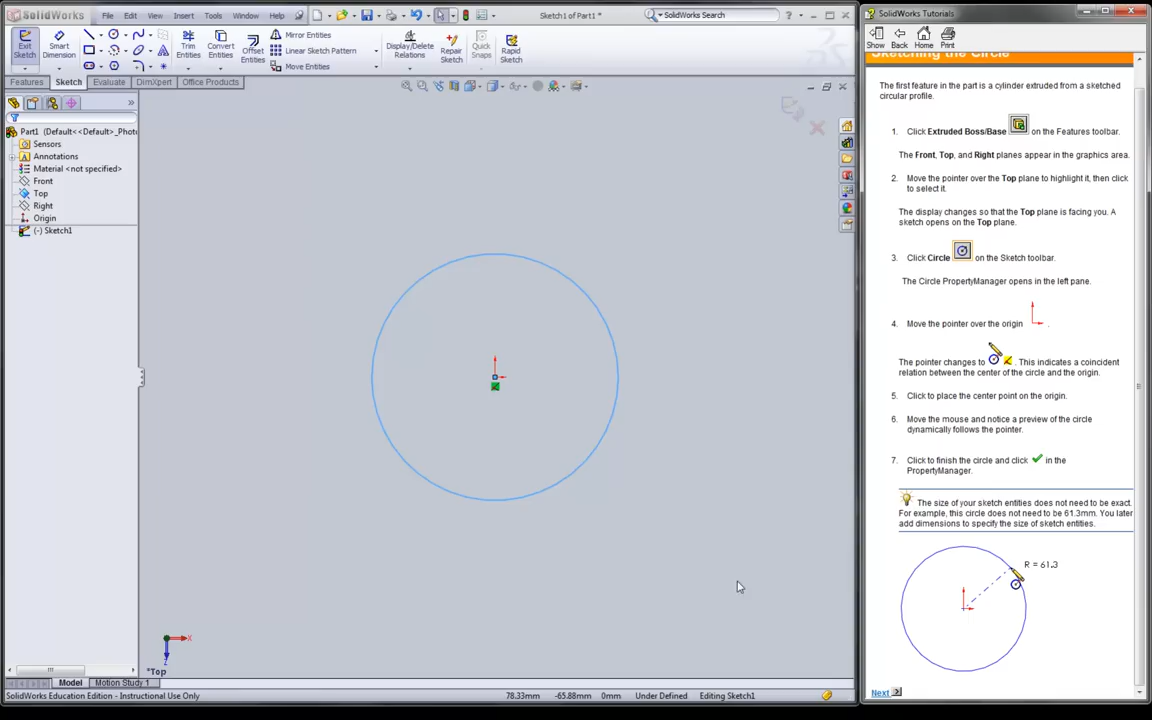 SolidWorks
File
Edit
View
Insert
Tools
Window
Help
Sketch1 of Part1 *
SolidWorks Search
Exit Sketch
Smart Dimension
Trim Entities
Convert Entities
Offset Entities
Mirror Entities
Linear Sketch Pattern
Move Entities
Display/Delete Relations
Repair Sketch
Quick Snaps
Rapid Sketch
Features
Sketch
Evaluate
DimXpert
Office Products
Part1 (Default<<Default>_Photo
Sensors
Annotations
Material <not specified>
Front
Top
Right
Origin
(-) Sketch1
X
Z
*Top
Model
Motion Study 1
SolidWorks Education Edition - Instructional Use Only
78.33mm
-65.88mm
0mm
Under Defined
Editing Sketch1
SolidWorks Tutorials
Show
Back
Home
Print
Sketching the Circle
The first feature in the part is a cylinder extruded from a sketched
circular profile.
1. Click Extruded Boss/Base on the Features toolbar.
The Front, Top, and Right planes appear in the graphics area.
2. Move the pointer over the Top plane to highlight it, then click
to select it.
The display changes so that the Top plane is facing you. A
sketch opens on the Top plane.
3. Click Circle on the Sketch toolbar.
The Circle PropertyManager opens in the left pane.
4. Move the pointer over the origin .
The pointer changes to . This indicates a coincident
relation between the center of the circle and the origin.
5. Click to place the center point on the origin.
6. Move the mouse and notice a preview of the circle
dynamically follows the pointer.
7. Click to finish the circle and click in the
PropertyManager.
The size of your sketch entities does not need to be exact.
For example, this circle does not need to be 61.3mm. You later
add dimensions to specify the size of sketch entities.
R = 61.3
Next